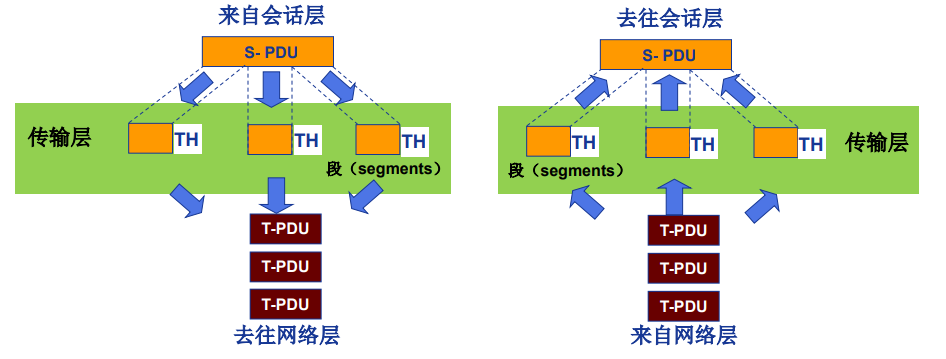 来自会话层
S- PDU
传输层
TH
TH
TH
段（segments）
T-PDU
T-PDU
T-PDU
去往网络层
去往会话层
S- PDU
TH
TH
TH
传输层
段（segments）
T-PDU
T-PDU
T-PDU
来自网络层